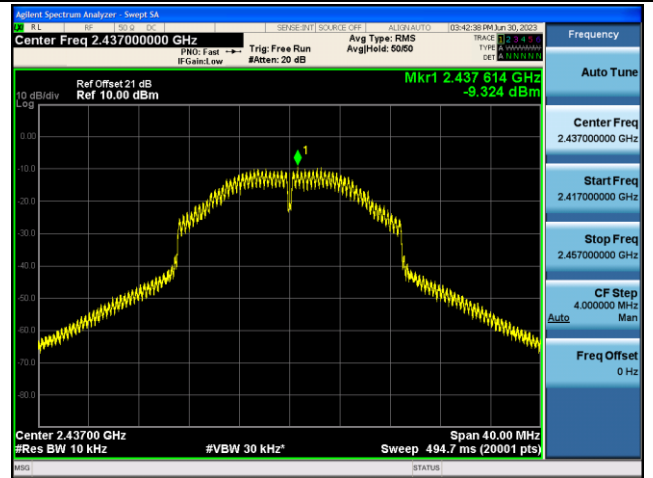 Agilent Spectrum Analyzer - Swept SA
RL RF 50 Ω DC SENSE:INT SOURCE OFF ALIGN AUTO 03:42:38 PM Jun 30, 2023
Center Freq 2.437000000 GHz
PNO: Fast
IFGain:Low
Trig: Free Run
#Atten: 20 dB
Avg Type: RMS
Avg|Hold: 50/50
TRACE 1 2 3 4 5 6
TYPE A WWWWW
DET A N N N N N
Ref Offset 21 dB
10 dB/div Ref 10.00 dBm
Log
Mkr1 2.437 614 GHz
-9.324 dBm
1
0.00
-10.0
-20.0
-30.0
-40.0
-50.0
-60.0
-70.0
-80.0
Center 2.43700 GHz Span 40.00 MHz
#Res BW 10 kHz #VBW 30 kHz* Sweep 494.7 ms (20001 pts)
MSG STATUS
Frequency
Auto Tune
Center Freq
2.437000000 GHz
Start Freq
2.417000000 GHz
Stop Freq
2.457000000 GHz
CF Step
4.000000 MHz
Auto Man
Freq Offset
0 Hz